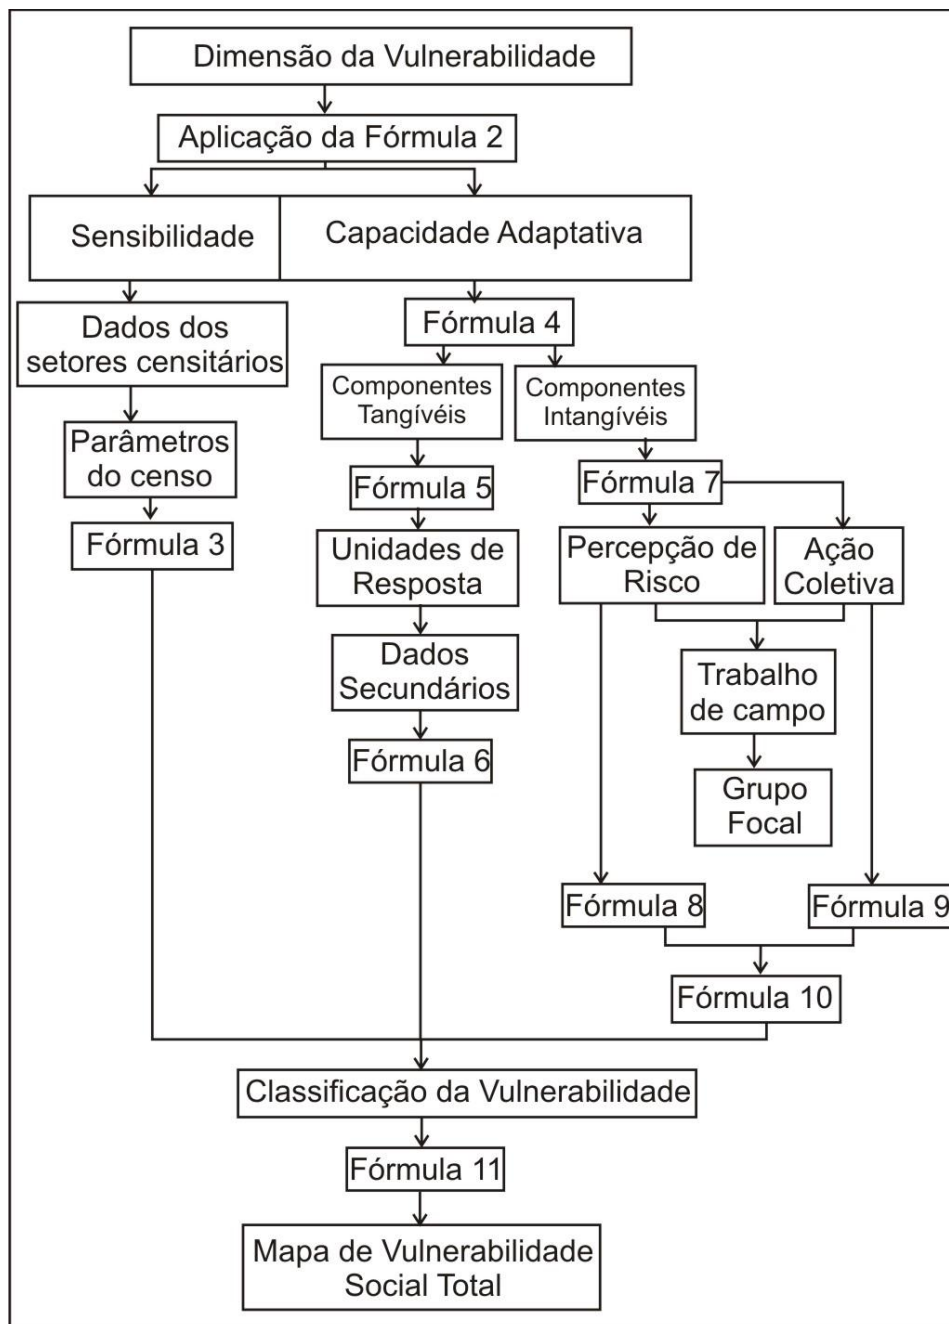 Dimensão da Vulnerabilidade
Aplicação da Fórmula 2
Sensibilidade
Capacidade Adaptativa
Dados dos
setores censitários
Parâmetros
do censo
Fórmula 3
Fórmula 4
Componentes
Tangívéis
Componentes
Intangívéis
Fórmula 5
Unidades de
Resposta
Dados
Secundários
Fórmula 6
Fórmula 7
Percepção de
Risco
Ação
Coletiva
Trabalho
de campo
Grupo
Focal
Fórmula 8
Fórmula 9
Fórmula 10
Classificação da Vulnerabilidade
Fórmula 11
Mapa de Vulnerabilidade
Social Total